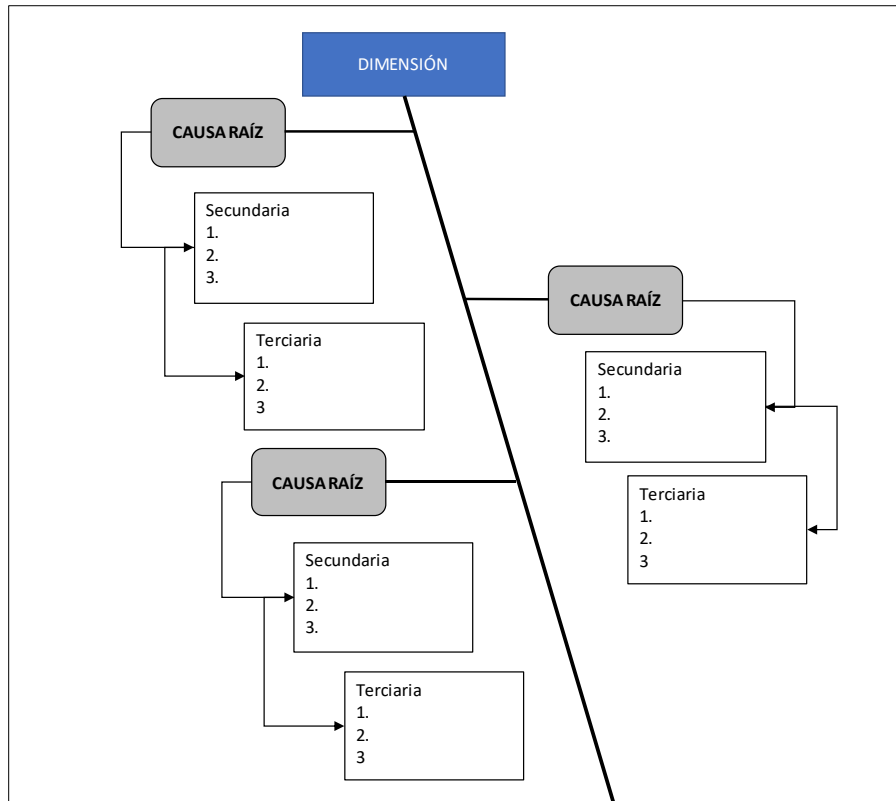 DIMENSIÓN
CAUSA RAÍZ
Secundaria
1.
2.
3.
Terciaria
1.
2.
3
CAUSA RAÍZ
Secundaria
1.
2.
3.
Terciaria
1.
2.
3
CAUSA RAÍZ
Secundaria
1.
2.
3.
Terciaria
1.
2.
3